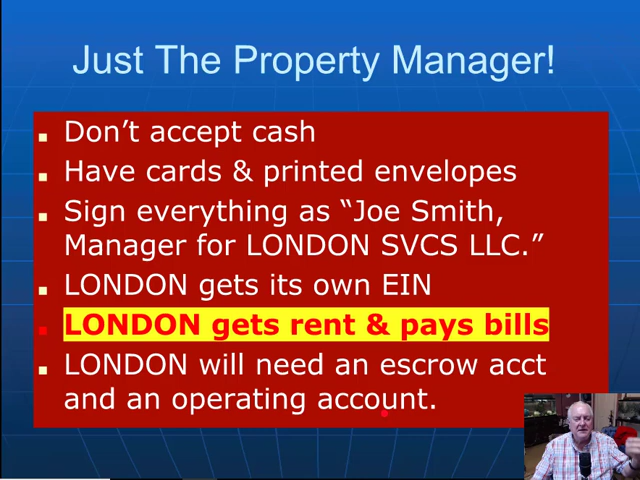 Just The Property Manager!
Don’t accept cash
Have cards & printed envelopes
Sign everything as “Joe Smith,
Manager for LONDON SVCS LLC.”
LONDON gets its own EIN
LONDON gets rent & pays bills
LONDON will need an escrow acct
and an operating account.